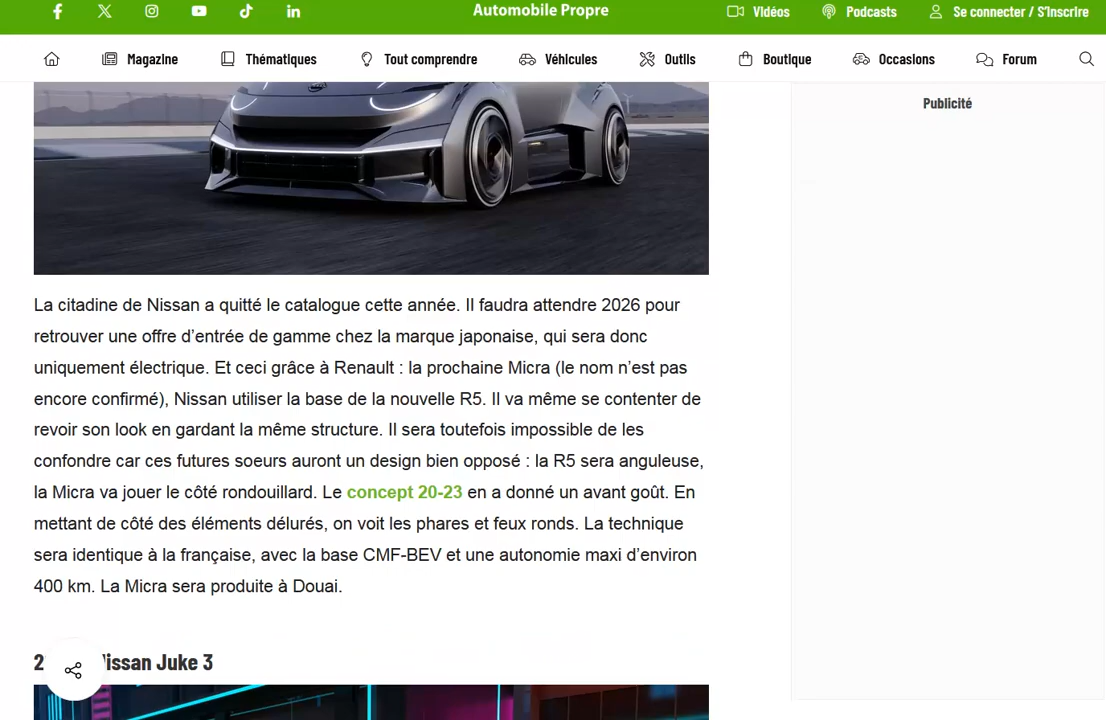 Automobile Propre
Vidéos
Podcasts
Se connecter / S'inscrire
Magazine
Thématiques
Tout comprendre
Véhicules
Outils
Boutique
Occasions
Forum
Publicité
La citadine de Nissan a quitté le catalogue cette année. Il faudra attendre 2026 pour
retrouver une offre d’entrée de gamme chez la marque japonaise, qui sera donc
uniquement électrique. Et ceci grâce à Renault : la prochaine Micra (le nom n’est pas
encore confirmé), Nissan utiliser la base de la nouvelle R5. Il va même se contenter de
revoir son look en gardant la même structure. Il sera toutefois impossible de les
confondre car ces futures soeurs auront un design bien opposé : la R5 sera anguleuse,
la Micra va jouer le côté rondouillard. Le concept 20-23 en a donné un avant goût. En
mettant de côté des éléments délurés, on voit les phares et feux ronds. La technique
sera identique à la française, avec la base CMF-BEV et une autonomie maxi d’environ
400 km. La Micra sera produite à Douai.
2 issan Juke 3